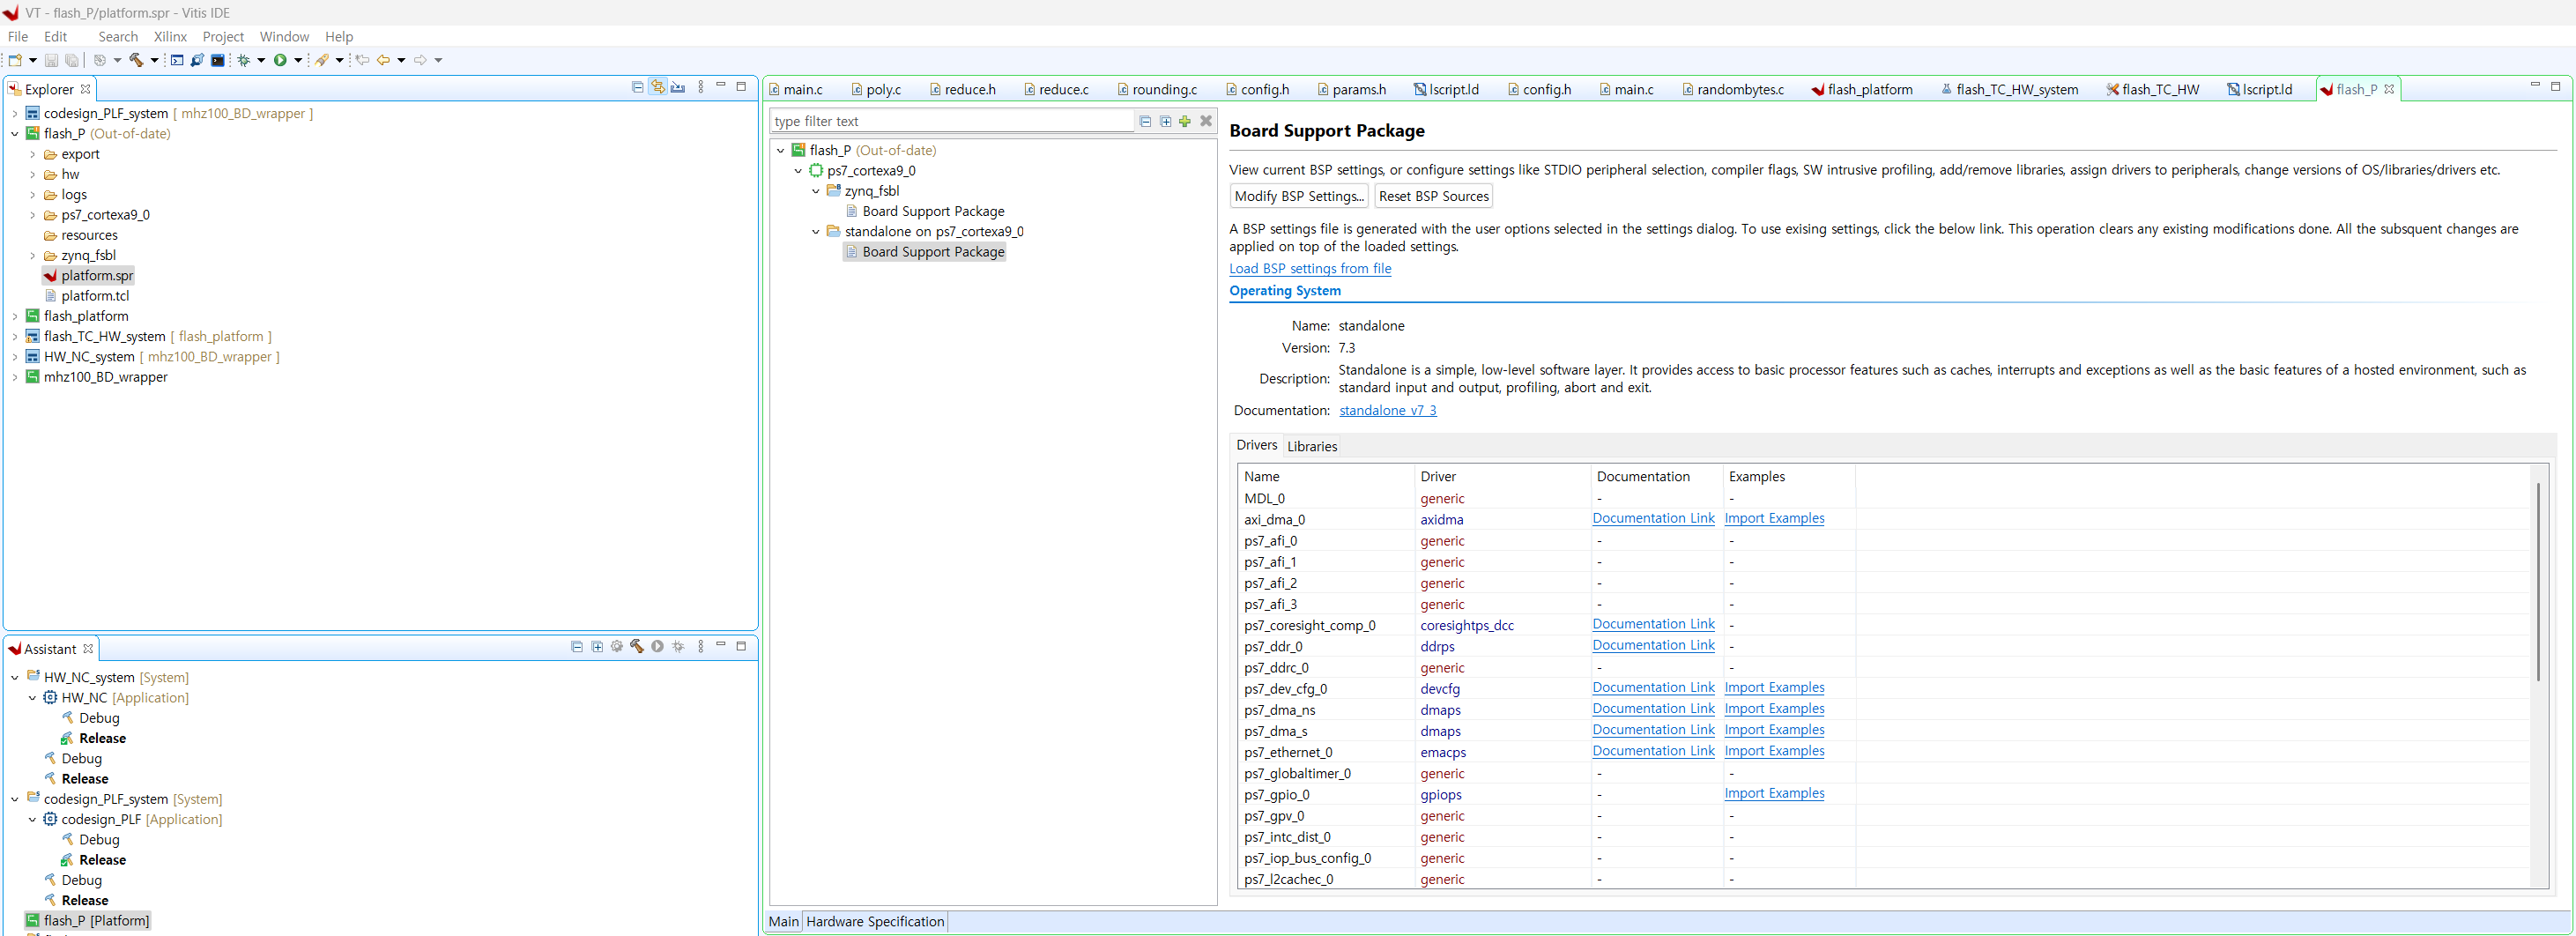 VT - flash_P/platform.spr - Vitis IDE
File Edit Search Xilinx Project Window Help
Explorer
codesign_PLF_system [ mhz100_BD_wrapper ]
flash_P (Out-of-date)
export
hw
logs
ps7_cortexa9_0
resources
zynq_fsbl
platform.spr
platform.tcl
flash_platform
flash_TC_HW_system [ flash_platform ]
HW_NC_system [ mhz100_BD_wrapper ]
mhz100_BD_wrapper
Assistant
HW_NC_system [System]
HW_NC [Application]
Debug
Release
Debug
Release
codesign_PLF_system [System]
codesign_PLF [Application]
Debug
Release
Debug
Release
flash_P [Platform]
main.c poly.c reduce.h reduce.c rounding.c config.h params.h lscript.ld config.h main.c randombytes.c flash_platform flash_TC_HW_system flash_TC_HW lscript.ld flash_P
type filter text
flash_P (Out-of-date)
ps7_cortexa9_0
zynq_fsbl
Board Support Package
standalone on ps7_cortexa9_0
Board Support Package
Board Support Package
View current BSP settings, or configure settings like STDIO peripheral selection, compiler flags, SW intrusive profiling, add/remove libraries, assign drivers to peripherals, change versions of OS/libraries/drivers etc.
Modify BSP Settings... Reset BSP Sources
A BSP settings file is generated with the user options selected in the settings dialog. To use exising settings, click the below link. This operation clears any existing modifications done. All the subsquent changes are
applied on top of the loaded settings.
Load BSP settings from file
Operating System
Name: standalone
Version: 7.3
Description: Standalone is a simple, low-level software layer. It provides access to basic processor features such as caches, interrupts and exceptions as well as the basic features of a hosted environment, such as
standard input and output, profiling, abort and exit.
Documentation: standalone_v7_3
Drivers Libraries
Name Driver Documentation Examples
MDL_0 generic - -
axi_dma_0 axidma Documentation Link Import Examples
ps7_afi_0 generic - -
ps7_afi_1 generic - -
ps7_afi_2 generic - -
ps7_afi_3 generic - -
ps7_coresight_comp_0 coresightps_dcc Documentation Link -
ps7_ddr_0 ddrps Documentation Link -
ps7_ddrc_0 generic - -
ps7_dev_cfg_0 devcfg Documentation Link Import Examples
ps7_dma_ns dmaps Documentation Link Import Examples
ps7_dma_s dmaps Documentation Link Import Examples
ps7_ethernet_0 emacps Documentation Link Import Examples
ps7_globaltimer_0 generic - -
ps7_gpio_0 gpiops - Import Examples
ps7_gpv_0 generic - -
ps7_intc_dist_0 generic - -
ps7_iop_bus_config_0 generic - -
ps7_l2cachec_0 generic - -
Main Hardware Specification